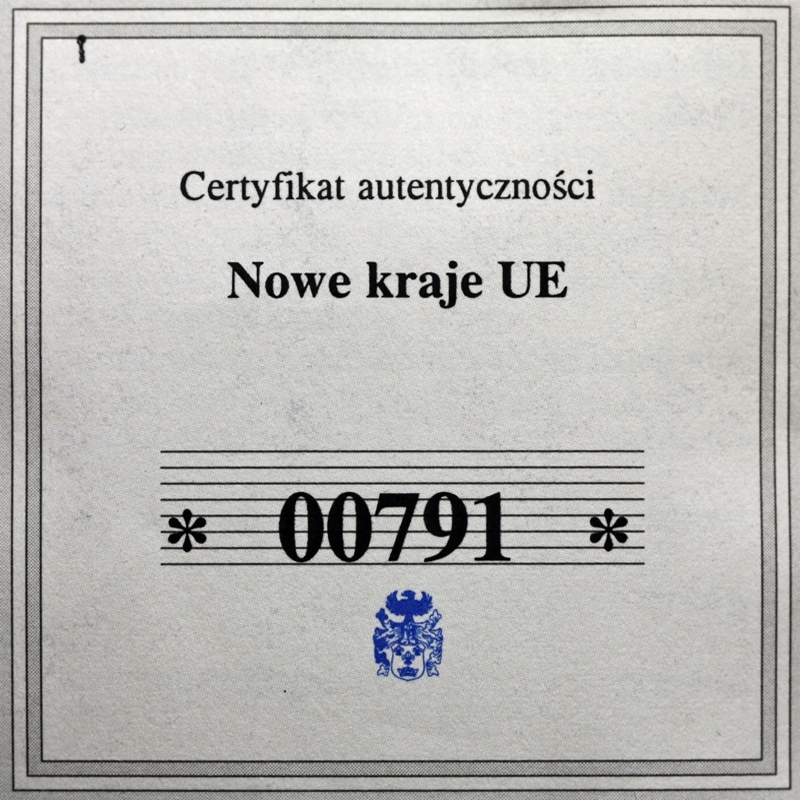 Certyfikat autentyczności
Nowe kraje UE
* 00791 *